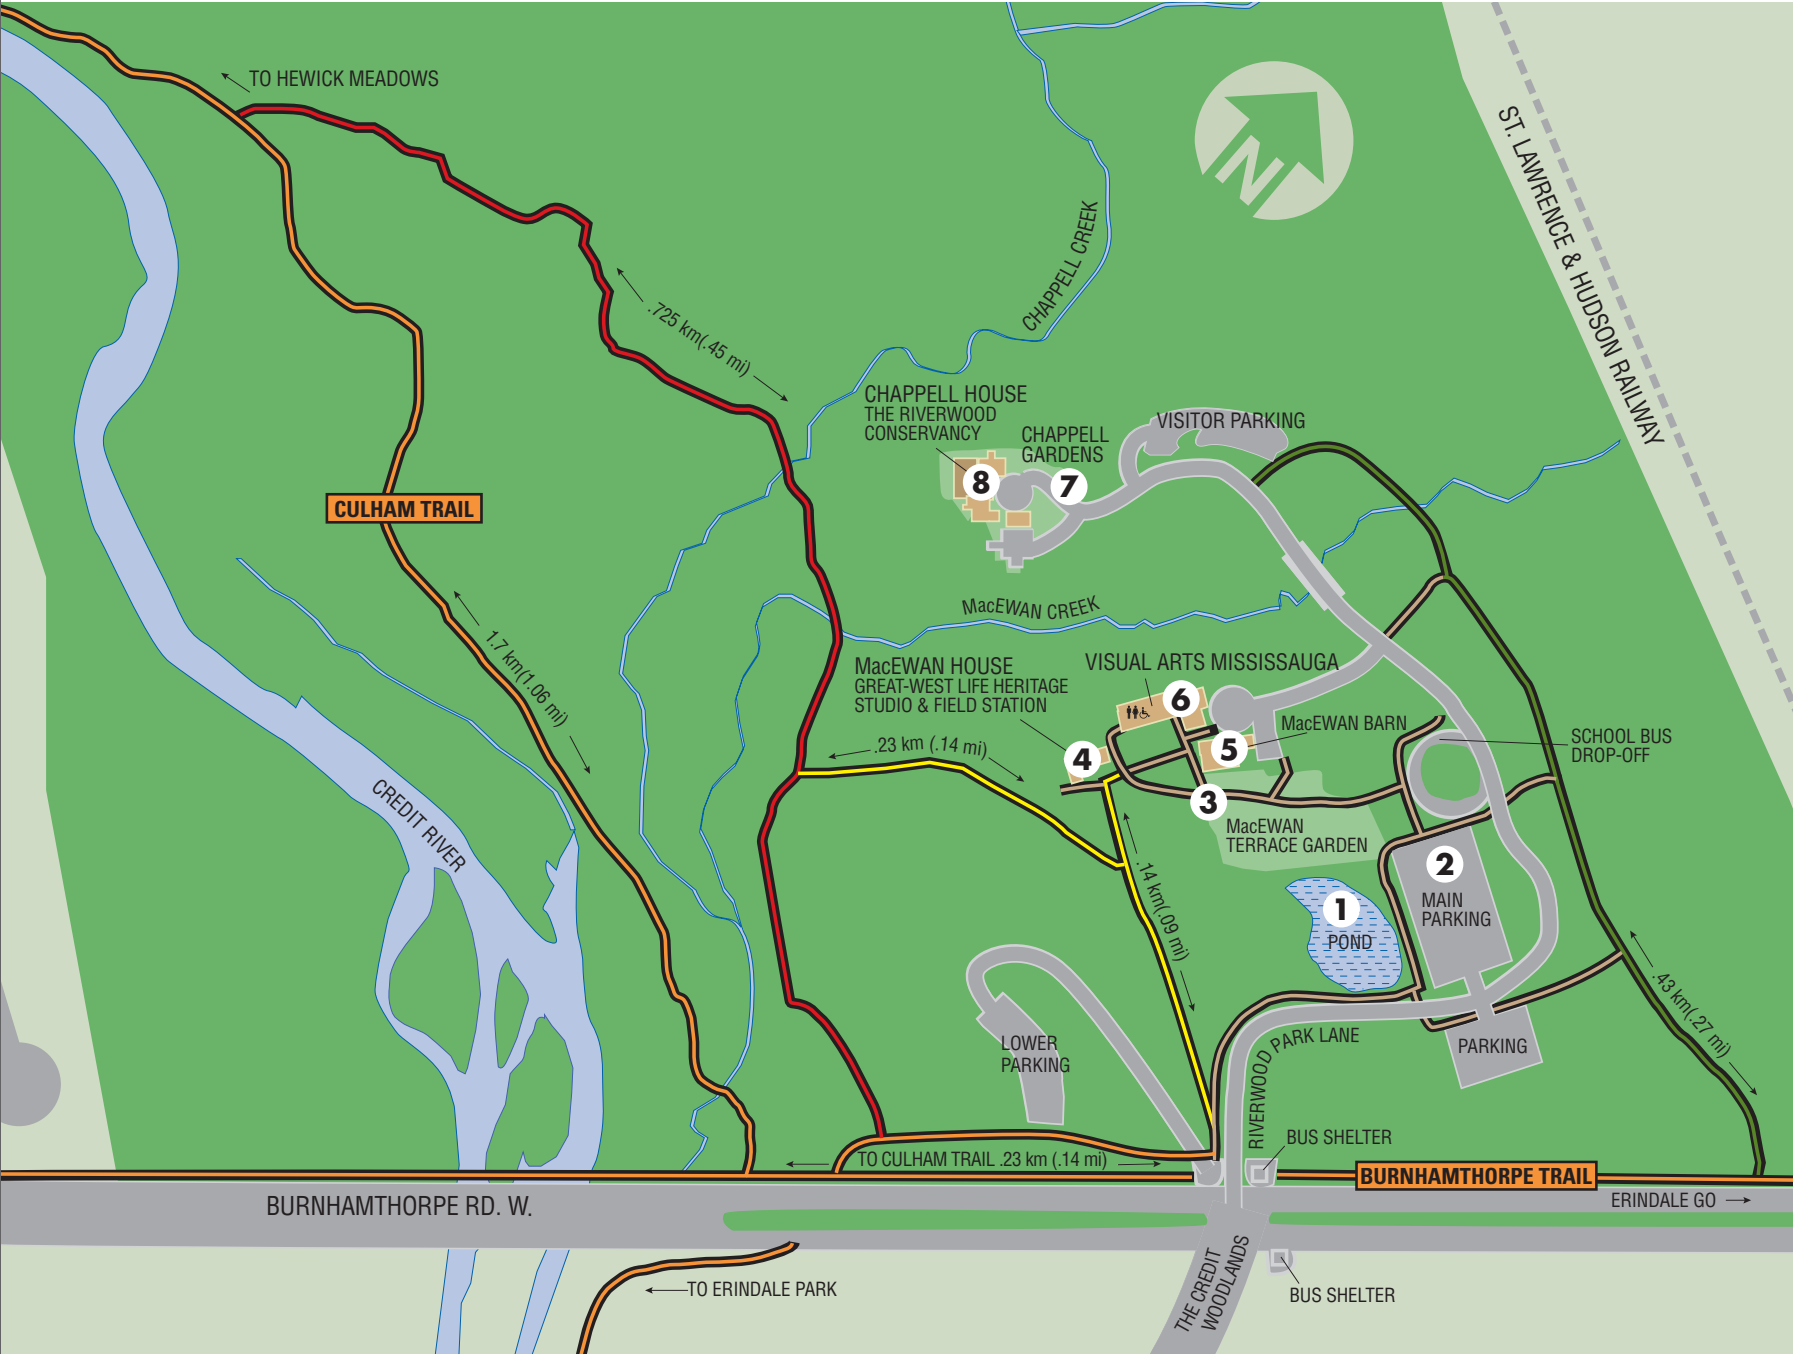 TO HEWICK MEADOWS
N
ST. LAWRENCE & HUDSON RAILWAY
CHAPPELL CREEK
.725 km(.45 mi)
CHAPPELL HOUSE
THE RIVERWOOD
CONSERVANCY
CHAPPELL
GARDENS
VISITOR PARKING
8
7
CULHAM TRAIL
MacEWAN CREEK
1.7 km(1.06 mi)
MacEWAN HOUSE
GREAT-WEST LIFE HERITAGE
STUDIO & FIELD STATION
VISUAL ARTS MISSISSAUGA
6
MacEWAN BARN
5
4
SCHOOL BUS
DROP-OFF
.23 km (.14 mi)
3
MacEWAN
TERRACE GARDEN
CREDIT RIVER
.14 km(.09 mi)
2
MAIN
PARKING
1
POND
.43 km(.27 mi)
LOWER
PARKING
RIVERWOOD PARK LANE
PARKING
BUS SHELTER
TO CULHAM TRAIL .23 km (.14 mi)
BURNHAMTHORPE TRAIL
BURNHAMTHORPE RD. W.
ERINDALE GO
THE CREDIT
WOODLANDS
TO ERINDALE PARK
BUS SHELTER